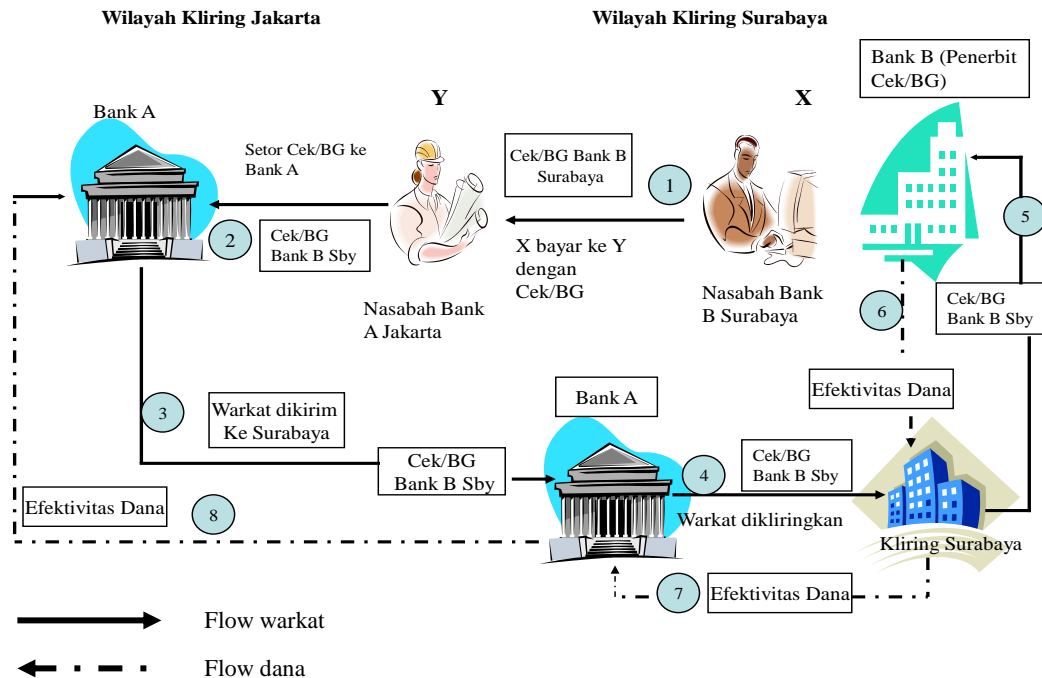 Wilayah Kliring Jakarta
Wilayah Kliring Surabaya
Bank B (Penerbit
Cek/BG)
Y
X
Bank A
Setor Cek/BG ke
Bank A
Cek/BG Bank B
Surabaya
1
2
Cek/BG
Bank B Sby
X bayar ke Y
dengan
Cek/BG
5
Nasabah Bank
A Jakarta
Nasabah Bank
B Surabaya
6
Cek/BG
Bank B Sby
3
Warkat dikirim
Ke Surabaya
Bank A
Efektivitas Dana
Cek/BG
Bank B Sby
4
Cek/BG
Bank B Sby
Warkat dikliringkan
Efektivitas Dana
8
Kliring Surabaya
7
Efektivitas Dana
Flow warkat
Flow dana